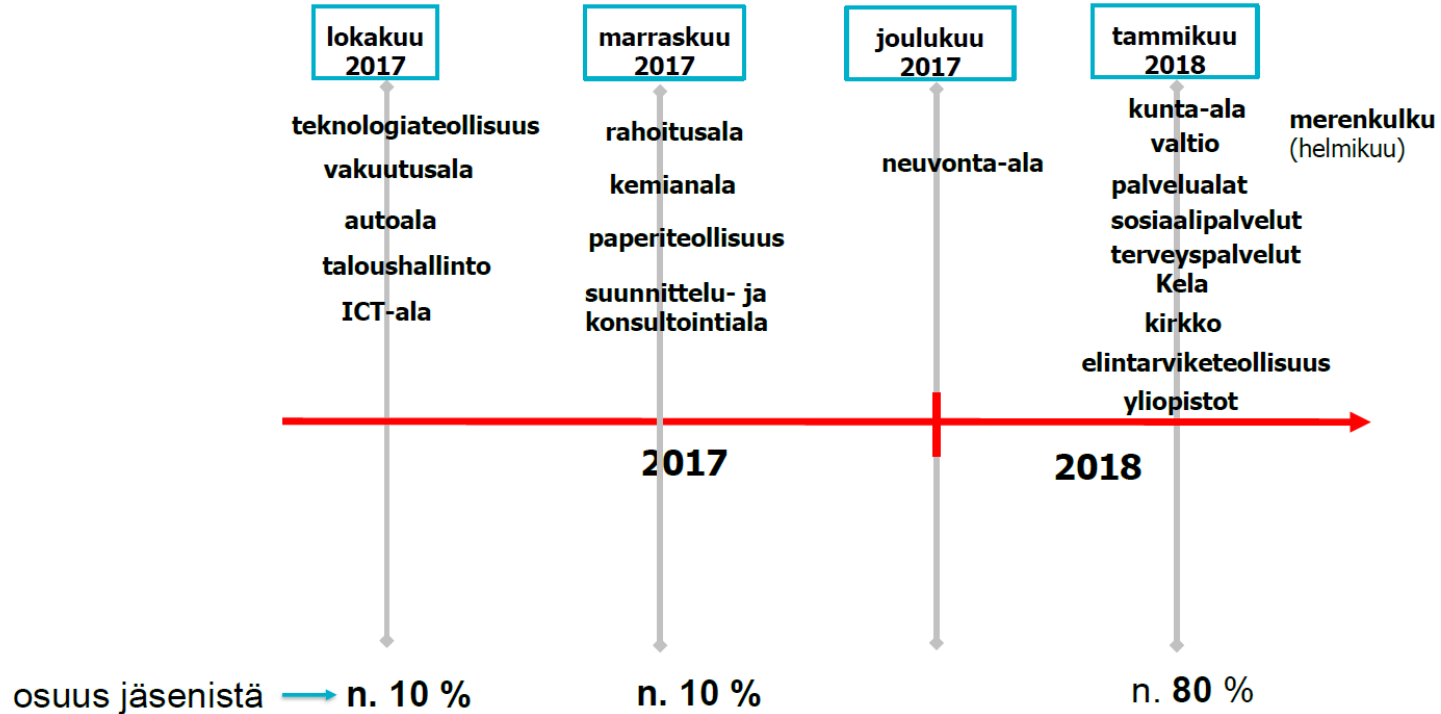 lokakuu
2017
marraskuu
2017
joulukuu
2017
tammikuu
2018
teknologiateollisuus
vakuutusala
autoala
taloushallinto
ICT-ala
rahoitusala
kemianala
paperiteollisuus
suunnittelu- ja
konsultointiala
neuvonta-ala
kunta-ala
valtio
palvelualat
sosiaalipalvelut
terveyspalvelut
Kela
kirkko
elintarviketeollisuus
yliopistot
merenkulku
(helmikuu)
2017
2018
osuus jäsenistä
n. 10 %
n. 10 %
n. 80 %